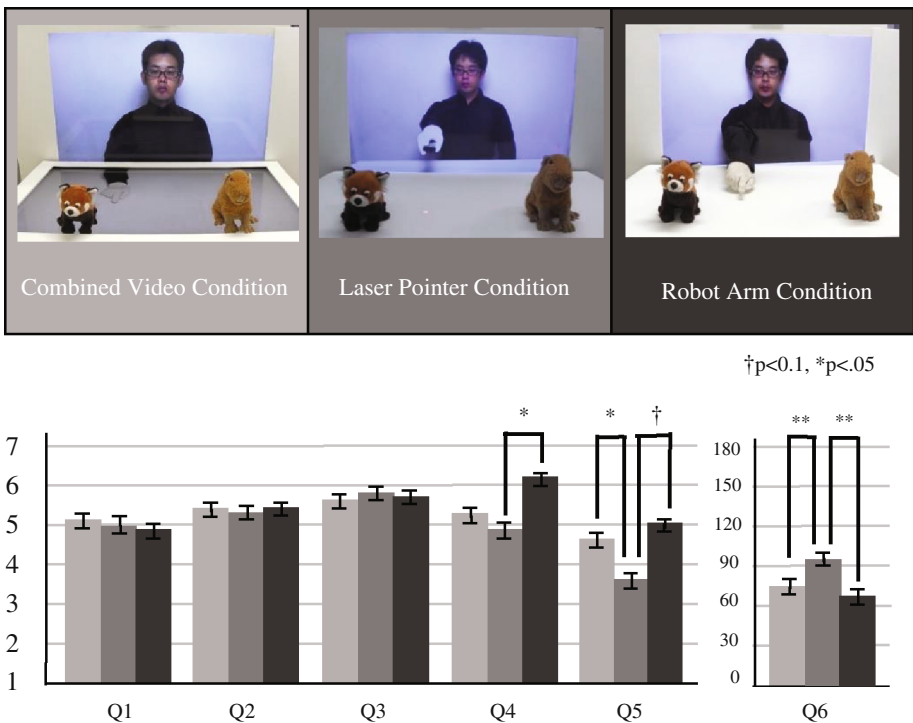 Combined Video Condition
Laser Pointer Condition
Robot Arm Condition
†p<0.1, *p<.05
* * † ** **
7 180
6 150
5 120
4 90
3 60
2 30
1 0
Q1 Q2 Q3 Q4 Q5 Q6